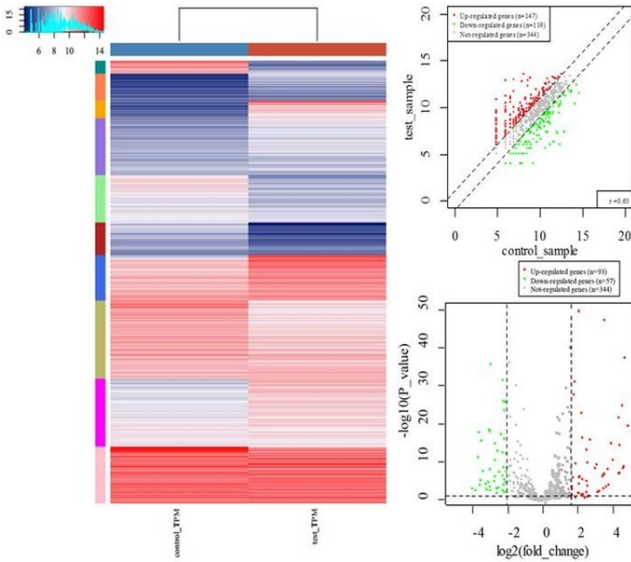 0 5 15
6 8 10 14
control_TPM
test_TPM
Up-regulated genes (n=147)
Down-regulated genes (n=119)
Not-regulated genes (n=344)
20
15
10
5
0
test_sample
r =0.63
0 5 10 15 20
control_sample
Up-regulated genes (n=93)
Down-regulated genes (n=57)
Not-regulated genes (n=344)
50
40
30
20
10
0
-log10(P_value)
-4 -2 0 2 4
log2(fold_change)